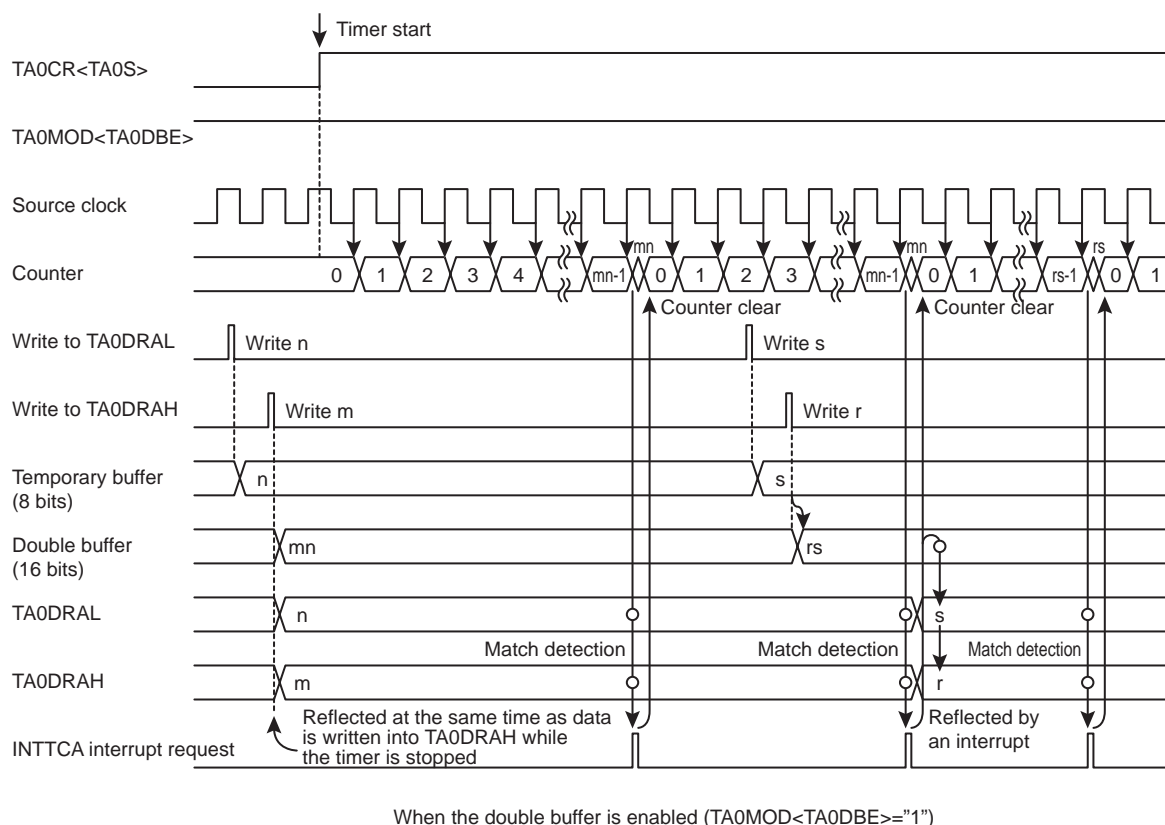 Timer start
TA0CR<TA0S>
TA0MOD<TA0DBE>
Source clock
mn mn rs
Counter 0 1 2 3 4 mn-1 0 1 2 3 mn-1 0 1 rs-1 0 1
Counter clear Counter clear
Write to TA0DRAL Write n Write s
Write to TA0DRAH Write m Write r
Temporary buffer n s
(8 bits)
Double buffer mn rs
(16 bits)
TA0DRAL n s
Match detection Match detection Match detection
TA0DRAH m r
Reflected at the same time as data
is written into TA0DRAH while
the timer is stopped
Reflected by
an interrupt
INTTCA interrupt request
When the double buffer is enabled (TA0MOD<TA0DBE>="1")